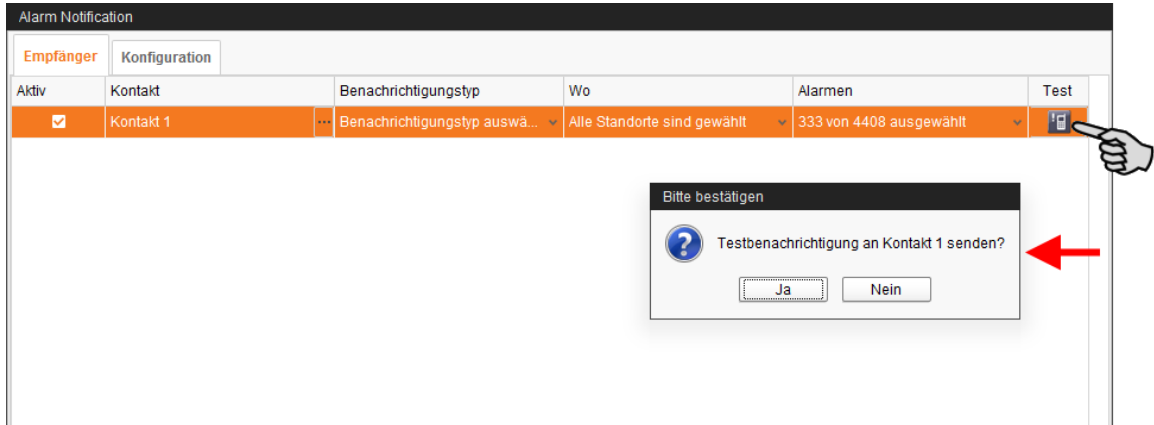 Alarm Notification
Empfänger Konfiguration
Aktiv Kontakt Benachrichtigungstyp Wo Alarmen Test
Kontakt 1 ... Benachrichtigungstyp auswä... Alle Standorte sind gewählt 333 von 4408 ausgewählt
Bitte bestätigen
Testbenachrichtigung an Kontakt 1 senden?
Ja Nein